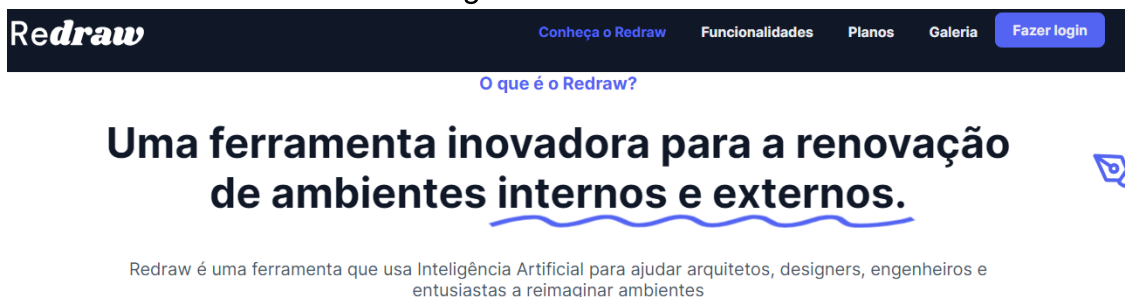 Redraw
Conheça o Redraw Funcionalidades Planos Galeria Fazer login
O que é o Redraw?
Uma ferramenta inovadora para a renovação
de ambientes internos e externos.
Redraw é uma ferramenta que usa Inteligência Artificial para ajudar arquitetos, designers, engenheiros e
entusiastas a reimaginar ambientes